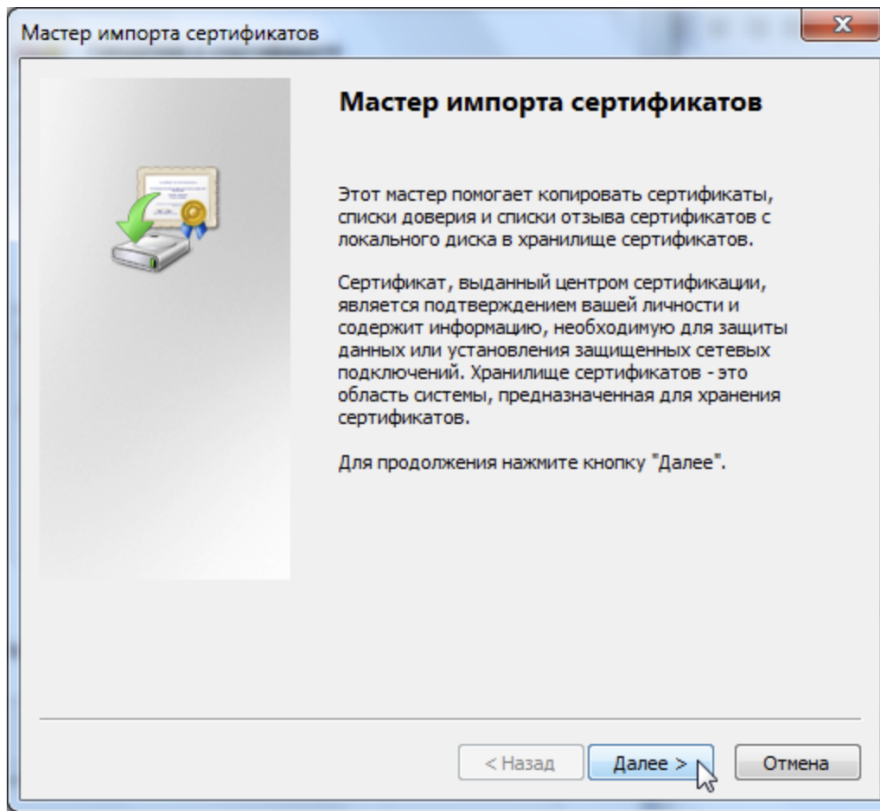 Мастер импорта сертификатов
Мастер импорта сертификатов
Этот мастер помогает копировать сертификаты,
списки доверия и списки отзыва сертификатов с
локального диска в хранилище сертификатов.
Сертификат, выданный центром сертификации,
является подтверждением вашей личности и
содержит информацию, необходимую для защиты
данных или установления защищенных сетевых
подключений. Хранилище сертификатов - это
область системы, предназначенная для хранения
сертификатов.
Для продолжения нажмите кнопку "Далее".
< Назад
Далее >
Отмена